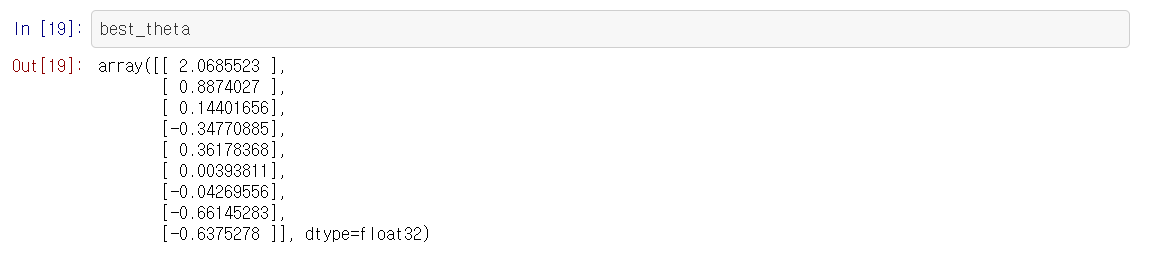 In [19]: best_theta
Out[19]: array([[ 2.0685523 ],
[ 0.8874027 ],
[ 0.14401656],
[-0.34770885],
[ 0.36178368],
[ 0.00393811],
[-0.04269556],
[-0.66145283],
[-0.6375278 ]], dtype=float32)